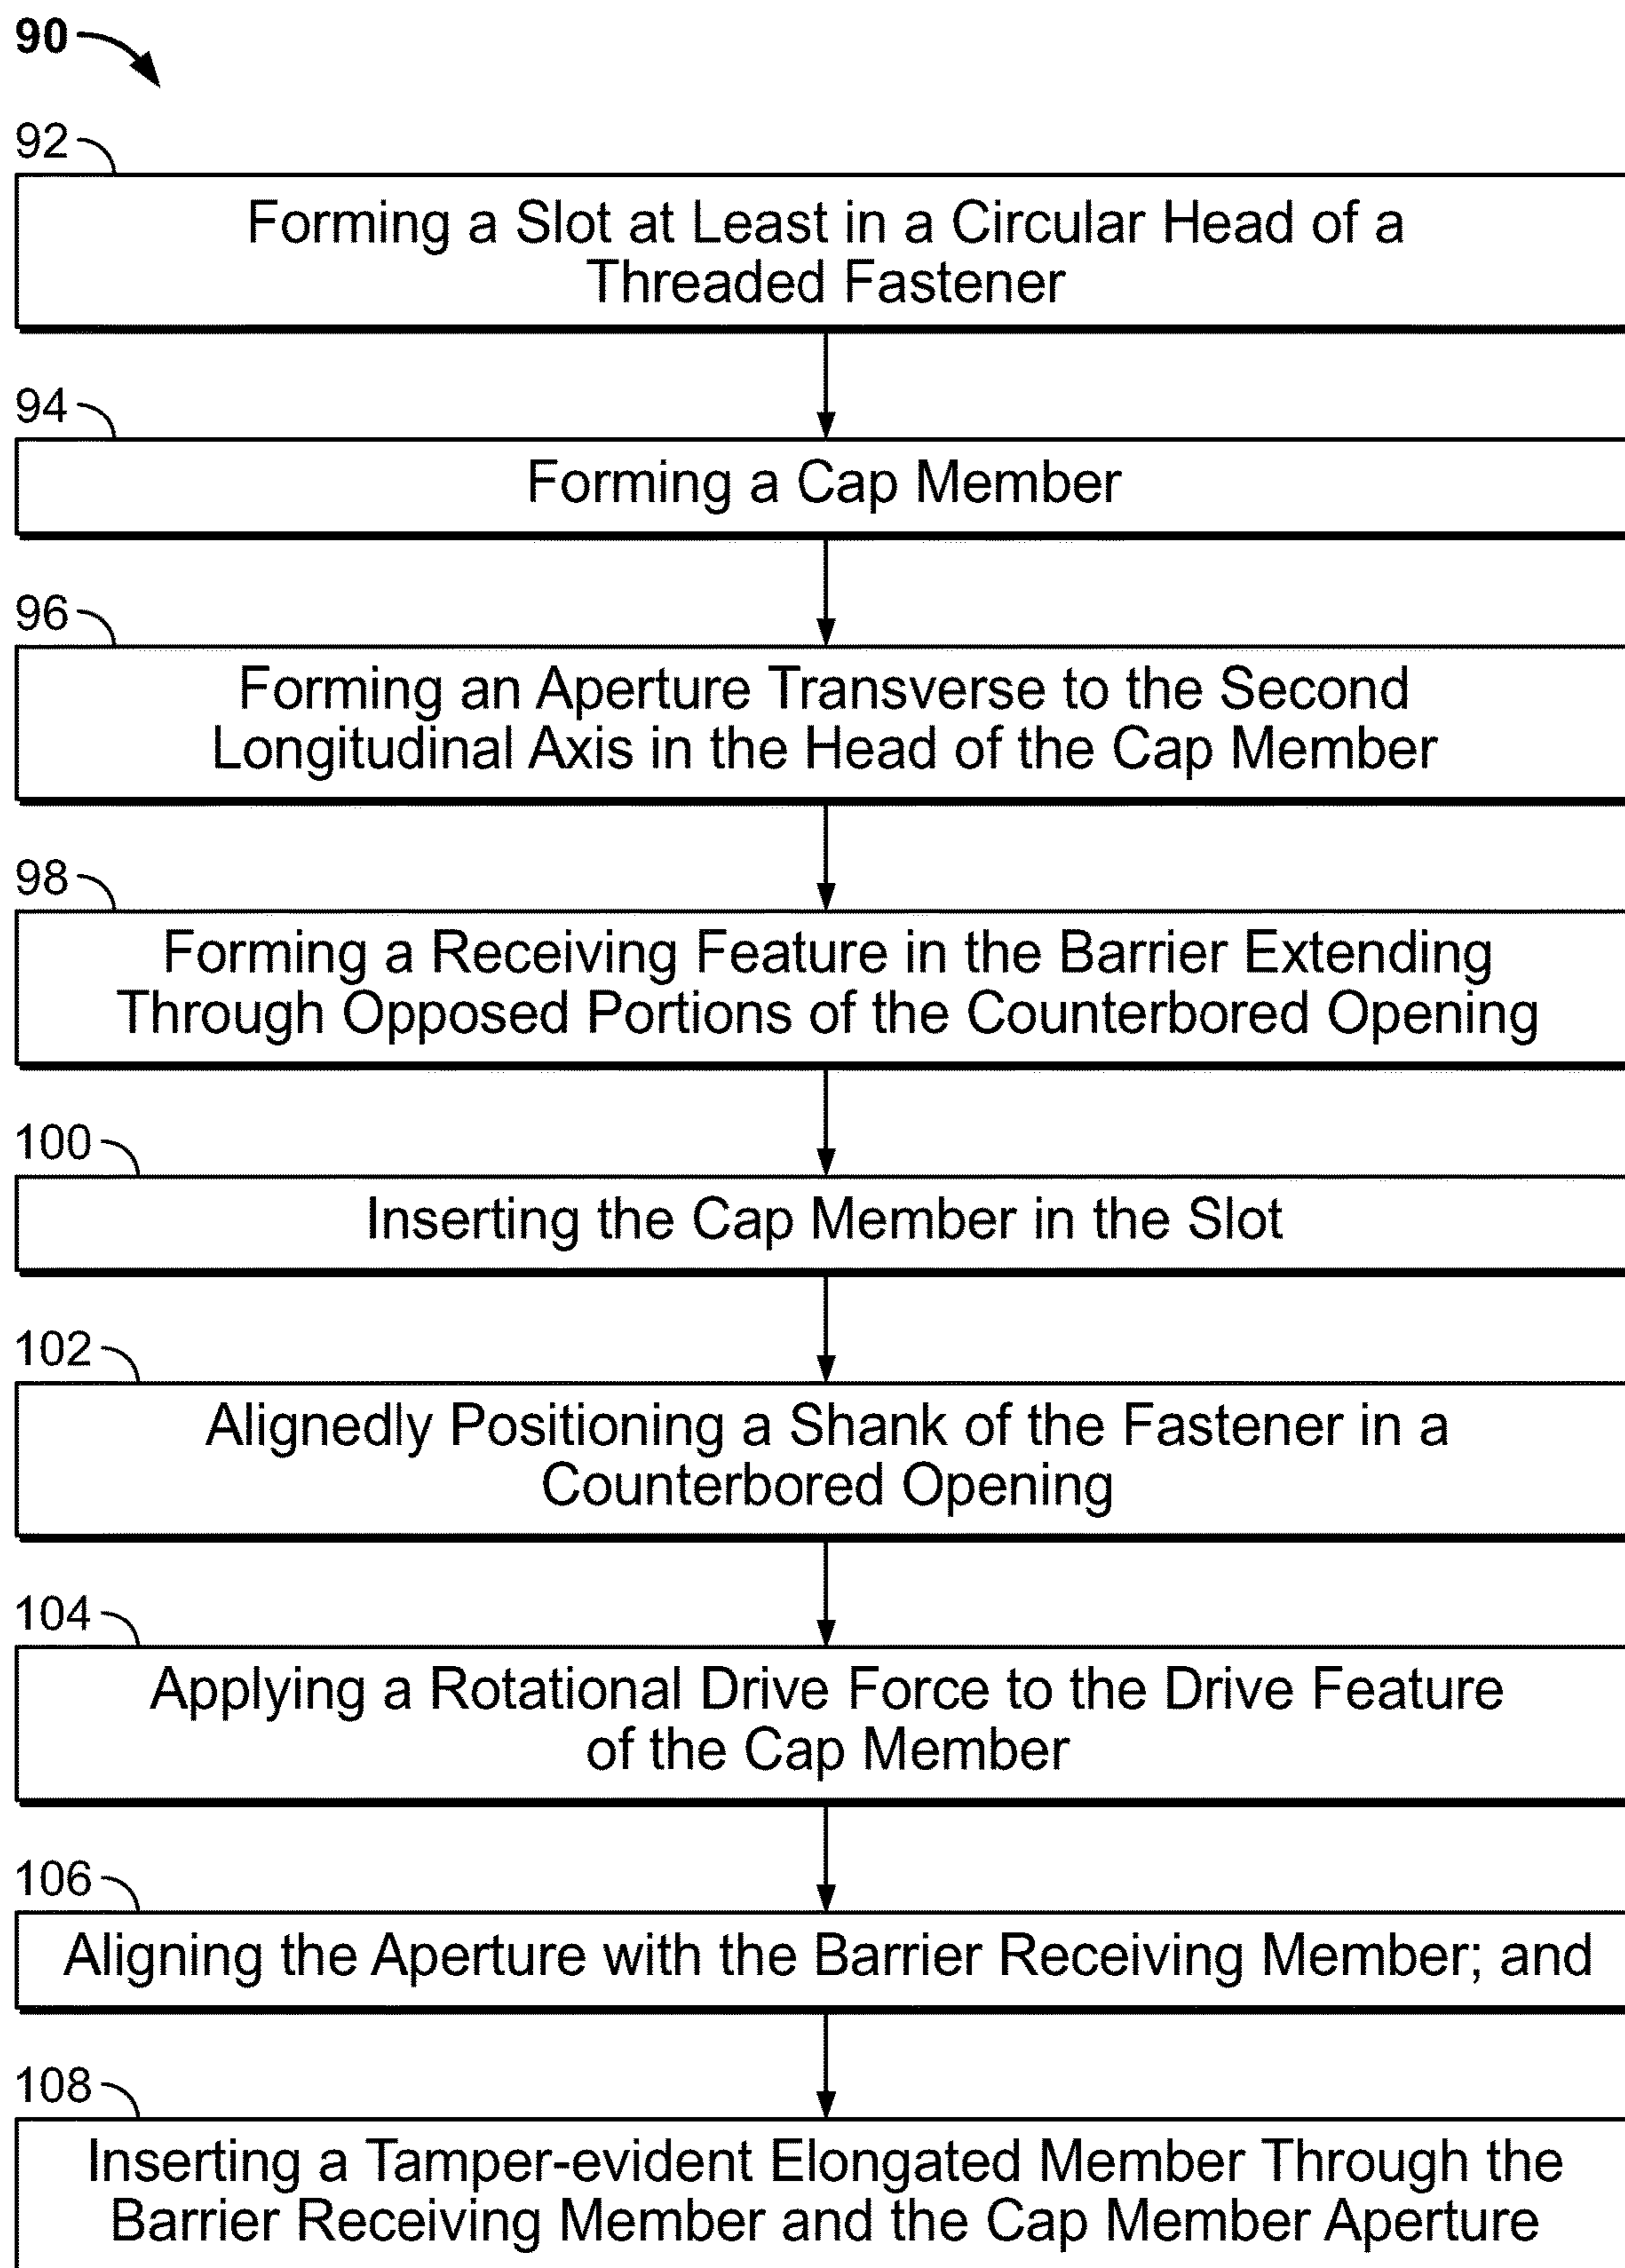 90
92
Forming a Slot at Least in a Circular Head of a
Threaded Fastener
94
Forming a Cap Member
96
Forming an Aperture Transverse to the Second
Longitudinal Axis in the Head of the Cap Member
98
Forming a Receiving Feature in the Barrier Extending
Through Opposed Portions of the Counterbored Opening
100
Inserting the Cap Member in the Slot
102
Alignedly Positioning a Shank of the Fastener in a
Counterbored Opening
104
Applying a Rotational Drive Force to the Drive Feature
of the Cap Member
106
Aligning the Aperture with the Barrier Receiving Member; and
108
Inserting a Tamper-evident Elongated Member Through the
Barrier Receiving Member and the Cap Member Aperture